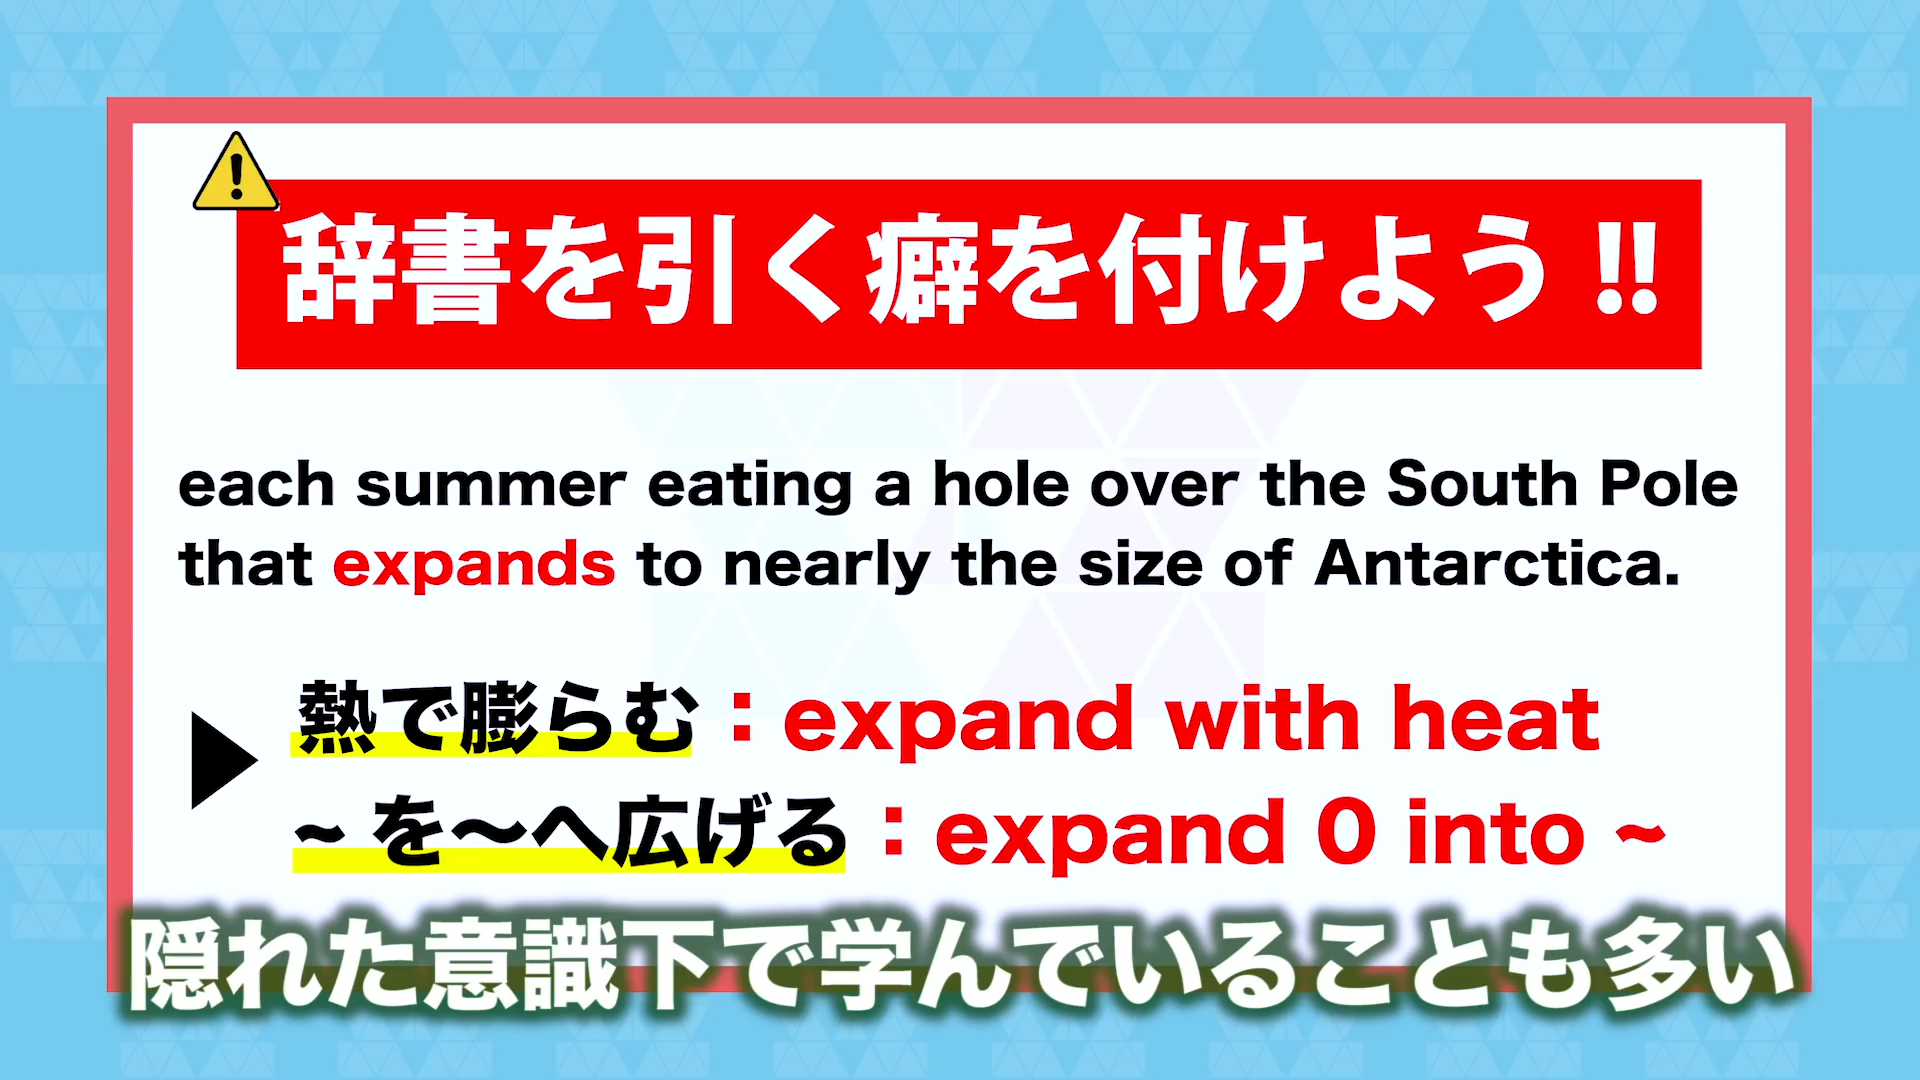 辞書を引く癖を付けよう!!
each summer eating a hole over the South Pole
that expands to nearly the size of Antarctica.
熱で膨らむ：expand with heat
~ を〜へ広げる：expand 0 into ~
隠れた意識下で学んでいることも多い